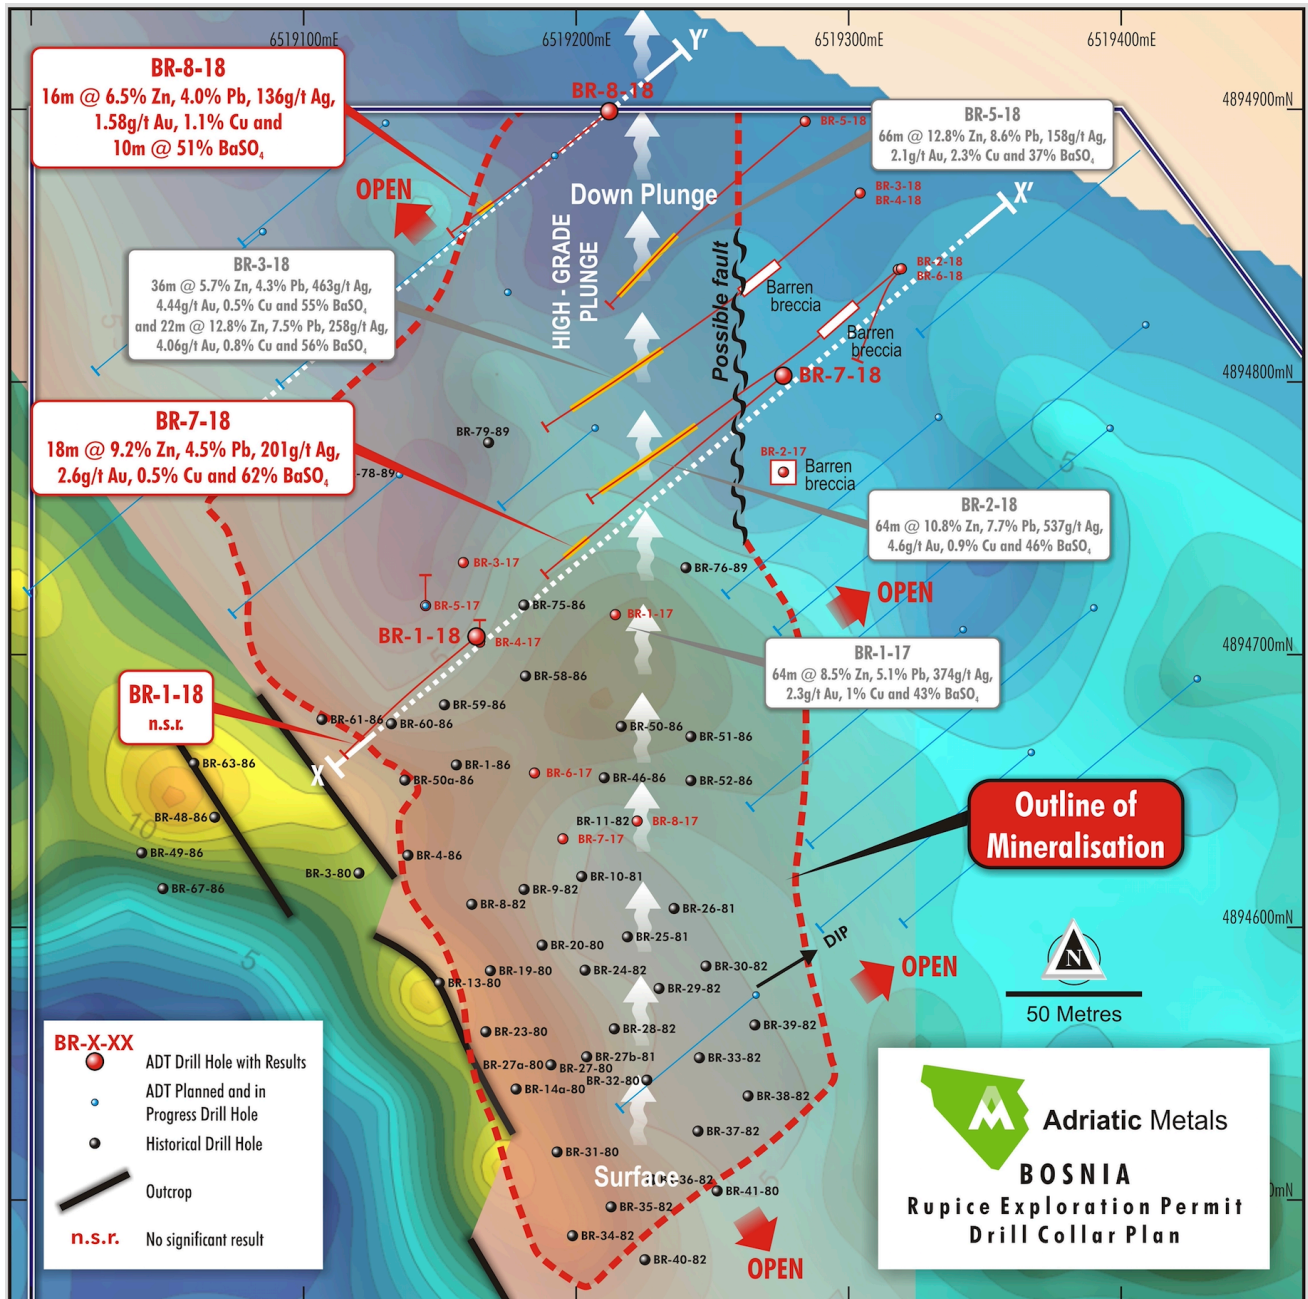 6519100mE
6519200mE
6519300mE
6519400mE
Y'
BR-8-18
16m @ 6.5% Zn, 4.0% Pb, 136g/t Ag,
1.58g/t Au, 1.1% Cu and
10m @ 51% BaSO₄
BR-8-18
4894900mN
BR-5-18
BR-5-18
66m @ 12.8% Zn, 8.6% Pb, 158g/t Ag,
2.1g/t Au, 2.3% Cu and 37% BaSO₄
OPEN
Down Plunge
BR-3-18
BR-4-18
X'
HIGH - GRADE
PLUNGE
Possible fault
BR-3-18
36m @ 5.7% Zn, 4.3% Pb, 463g/t Ag,
4.44g/t Au, 0.5% Cu and 55% BaSO₄
and 22m @ 12.8% Zn, 7.5% Pb, 258g/t Ag,
4.06g/t Au, 0.8% Cu and 56% BaSO₄
BR-2-18
BR-6-18
Barren
breccia
Barren
breccia
5
BR-7-18
4894800mN
BR-7-18
18m @ 9.2% Zn, 4.5% Pb, 201g/t Ag,
2.6g/t Au, 0.5% Cu and 62% BaSO₄
BR-79-89
-78-89
BR-2-17
Barren
breccia
5
BR-2-18
64m @ 10.8% Zn, 7.7% Pb, 537g/t Ag,
4.6g/t Au, 0.9% Cu and 46% BaSO₄
BR-3-17
BR-76-89
BR-5-17
BR-75-86
BR-1-17
OPEN
BR-1-18
BR-4-17
5
4894700mN
BR-1-17
64m @ 8.5% Zn, 5.1% Pb, 374g/t Ag,
2.3g/t Au, 1% Cu and 43% BaSO₄
BR-58-86
BR-1-18
n.s.r.
BR-59-86
BR-61-86
BR-60-86
BR-50-86
BR-51-86
BR-63-86
X
BR-1-86
BR-50a-86
BR-6-17
BR-46-86
BR-52-86
Outline of
Mineralisation
BR-48-86
10
BR-11-82
BR-8-17
BR-7-17
BR-49-86
BR-4-86
BR-3-80
BR-67-86
BR-10-81
BR-9-82
BR-8-82
BR-26-81
4894600mN
BR-20-80
BR-25-81
DIP
5
BR-19-80
BR-24-82
BR-30-82
BR-13-80
BR-29-82
OPEN
N
50 Metres
BR-23-80
BR-28-82
BR-39-82
BR-27b-81
BR-27a-80
BR-27-80
BR-33-82
BR-32-80
BR-14a-80
BR-38-82
BR-37-82
BR-31-80
Surface
36-82
5
BR-41-80
BR-35-82
BR-34-82
BR-40-82
OPEN
BR-X-XX
ADT Drill Hole with Results
ADT Planned and in
Progress Drill Hole
Historical Drill Hole
Outcrop
n.s.r.
No significant result
Adriatic Metals
BOSNIA
Rupice Exploration Permit
Drill Collar Plan
0mN